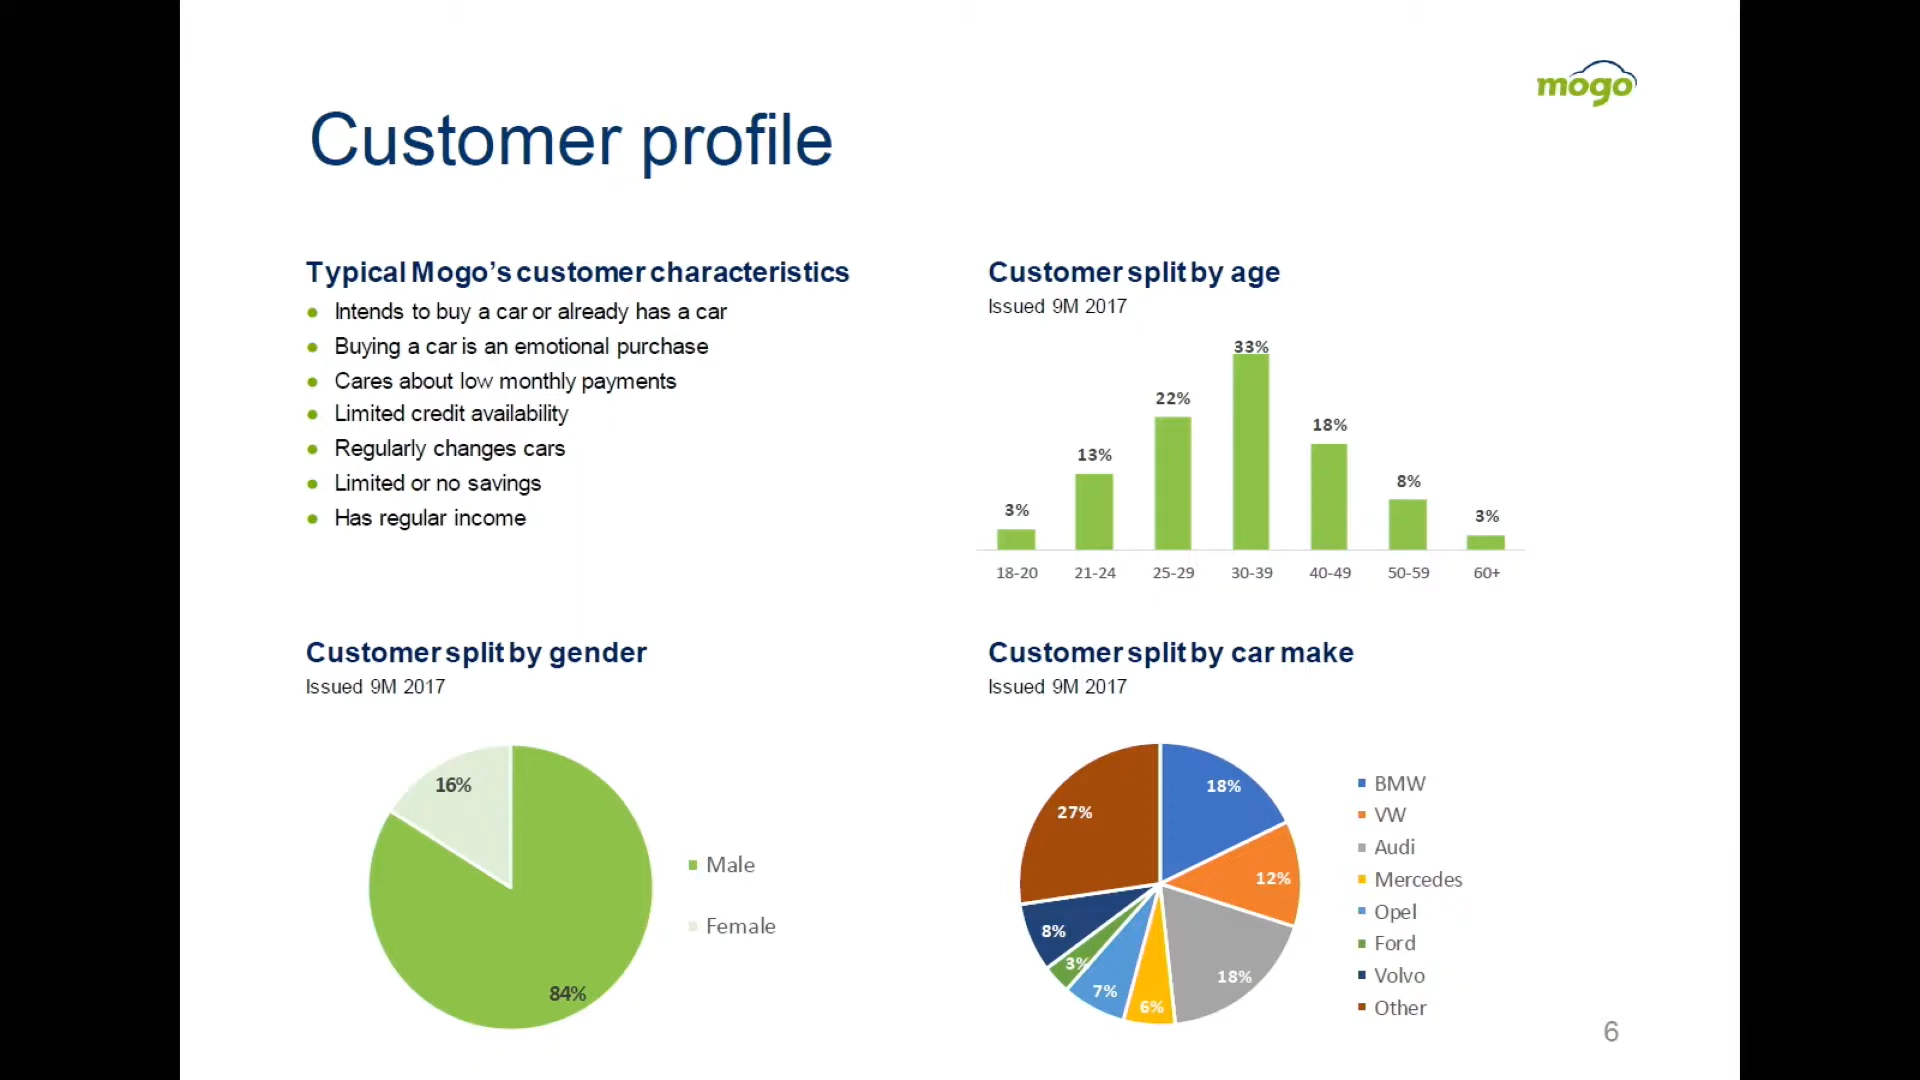 mogo
Customer profile
Typical Mogo's customer characteristics
Intends to buy a car or already has a car
Buying a car is an emotional purchase
Cares about low monthly payments
Limited credit availability
Regularly changes cars
Limited or no savings
Has regular income
Customer split by age
Issued 9M 2017
3%
13%
22%
33%
18%
8%
3%
18-20 21-24 25-29 30-39 40-49 50-59 60+
Customer split by gender
Issued 9M 2017
16%
84%
Male
Female
Customer split by car make
Issued 9M 2017
18%
12%
18%
6%
7%
3%
8%
27%
BMW
VW
Audi
Mercedes
Opel
Ford
Volvo
Other
6